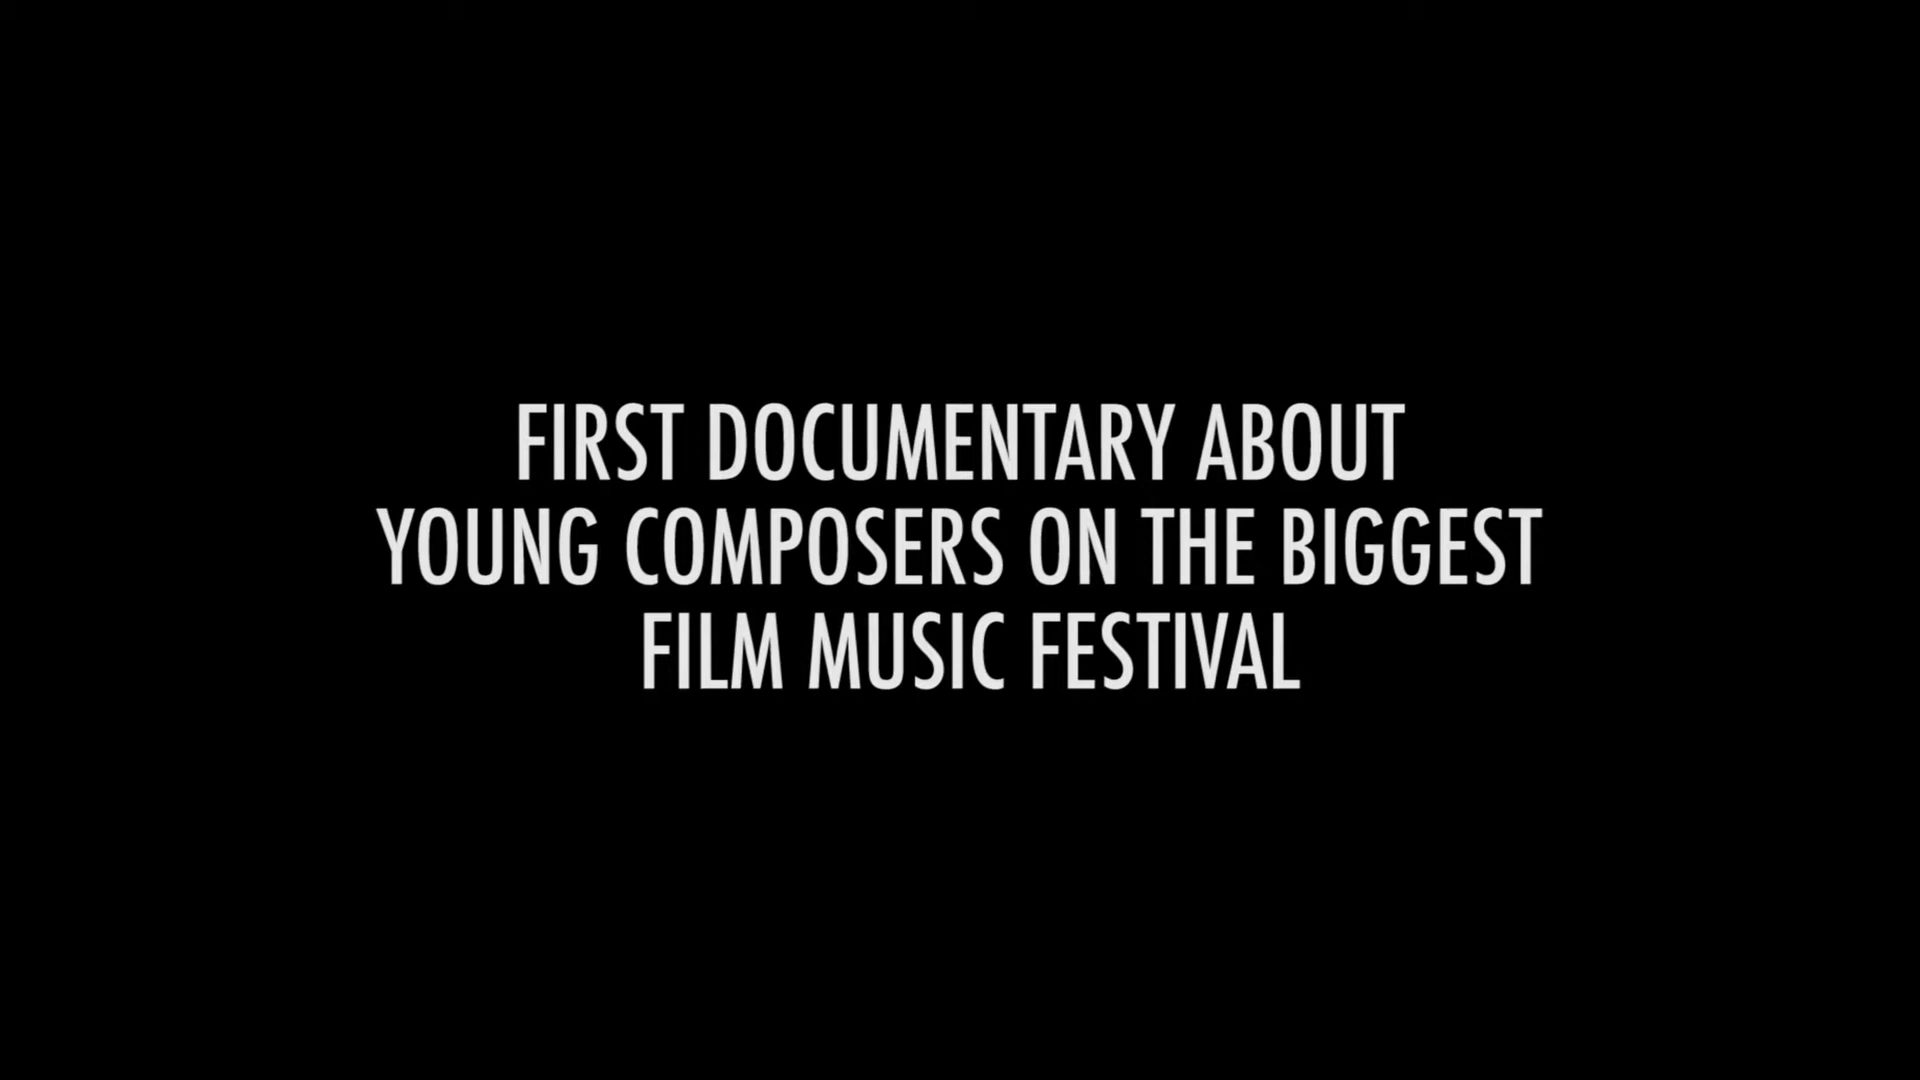 FIRST DOCUMENTARY ABOUT
YOUNG COMPOSERS ON THE BIGGEST
FILM MUSIC FESTIVAL